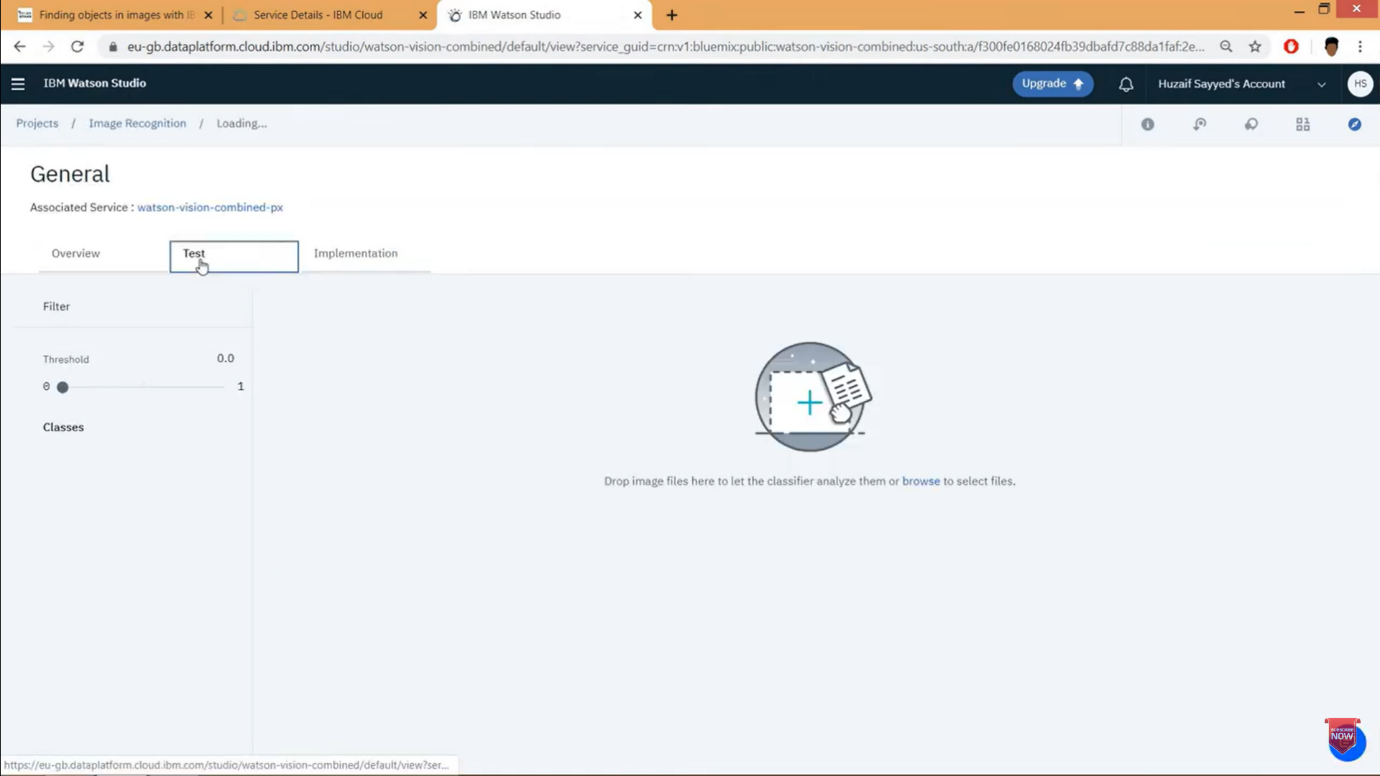 Finding objects in images with IB
Service Details - IBM Cloud
IBM Watson Studio
eu-gb.dataplatform.cloud.ibm.com/studio/watson-vision-combined/default/view?service_guid=crn:v1:bluemix:public:watson-vision-combined:us-south:a/f300fe0168024fb39dbafd7c88da1faf:2e...
IBM Watson Studio
Upgrade
Huzaif Sayyed's Account
HS
Projects / Image Recognition / Loading...
General
Associated Service : watson-vision-combined-px
Overview
Test
Implementation
Filter
Threshold 0.0
0 1
Classes
Drop image files here to let the classifier analyze them or browse to select files.
NOW
https://eu-gb.dataplatform.cloud.ibm.com/studio/watson-vision-combined/default/view?ser...